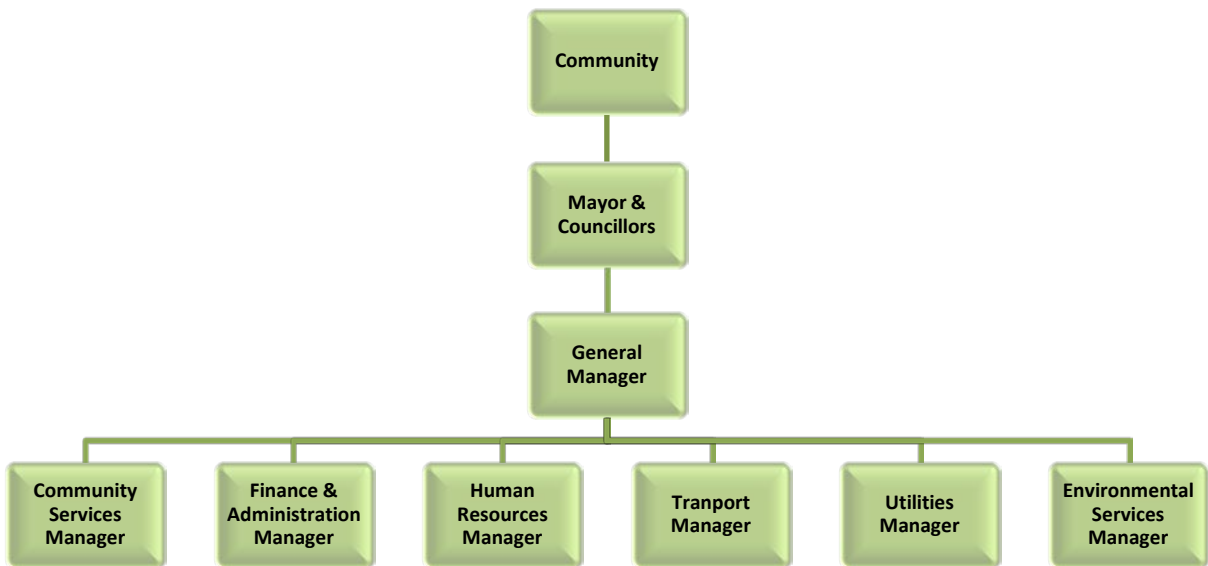 Community
Mayor &
Councillors
General
Manager
Community
Services
Manager
Finance &
Administration
Manager
Human
Resources
Manager
Tranport
Manager
Utilities
Manager
Environmental
Services
Manager